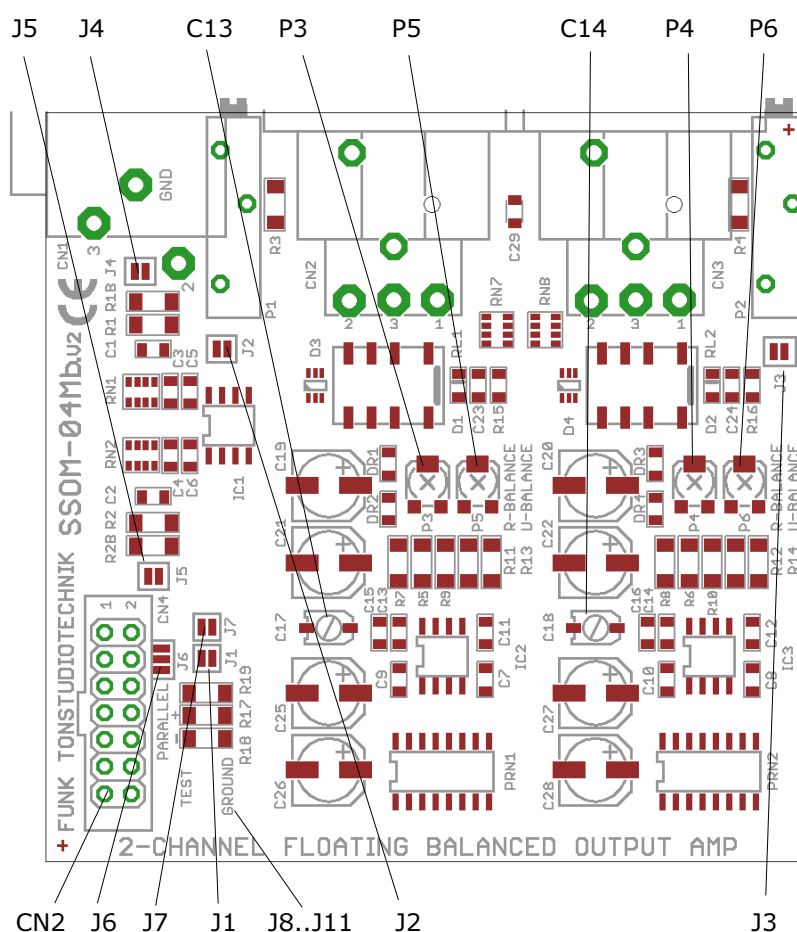 J5 J4 C13 P3 P5 C14 P4 P6
GND
CN1
3
J4
2
R1B
R1
C1
RN1
C3
C5
RN2
C4
C6
C2
R2
R2B
J5
J2
IC1
P1
R3
CN2
2 3 1
C29
RN7
RN8
R4
CN3
2 3 1
P2
J3
D3
RL1
D1
C23
R15
D4
RL2
D2
C24
R16
C19
DR1
DR2
P3
P5
R-BALANCE
U-BALANCE
C20
DR3
DR4
P4
P6
R-BALANCE
U-BALANCE
C21
R11
R13
C22
R12
R14
C17
C15
C13
R7
R5
R9
C11
IC2
C9
C7
C18
C16
C14
R8
R6
R10
C12
IC3
C10
C8
C25
C26
PRN1
C27
C28
PRN2
1 2
CN4
J7
J6
J1
R19
R17
R18
PARALLEL
+
-
TEST
GROUND
FUNK TONSTUDIOTECHNIK SSOM-04Mb.V2 CE
2-CHANNEL FLOATING BALANCED OUTPUT AMP
CN2 J6 J7 J1 J8..J11 J2 J3